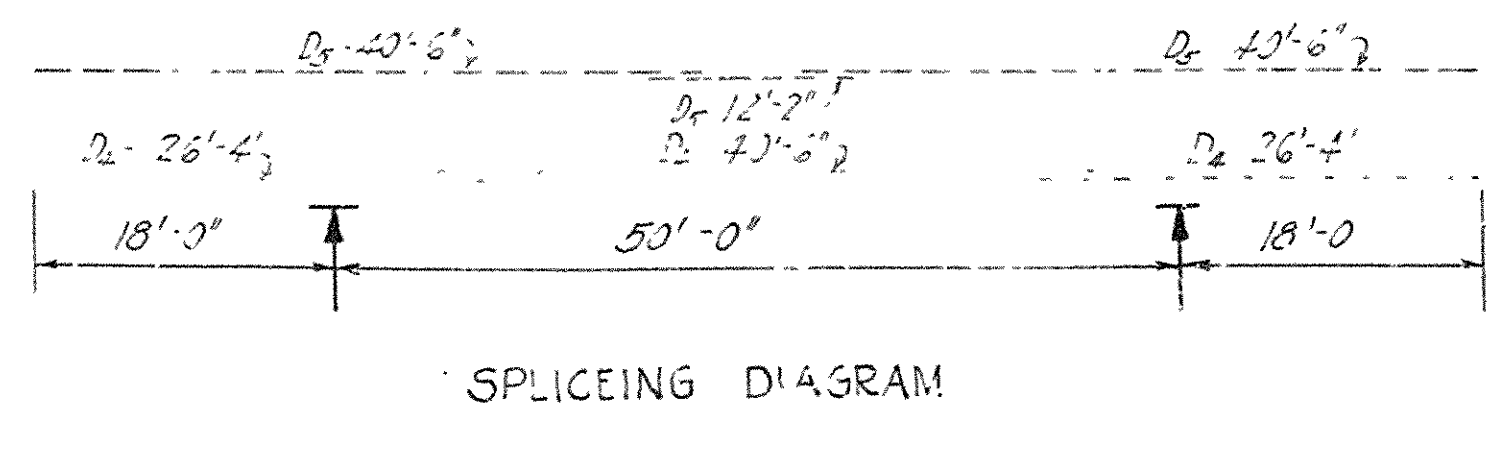 D5 - 40'-6" D5 40'-6"
D5 12'-2"
D4 - 26'-4' 40'-6" D4 26'-4'
18'-0" 50'-0" 18'-0
SPLICEING DIAGRAM